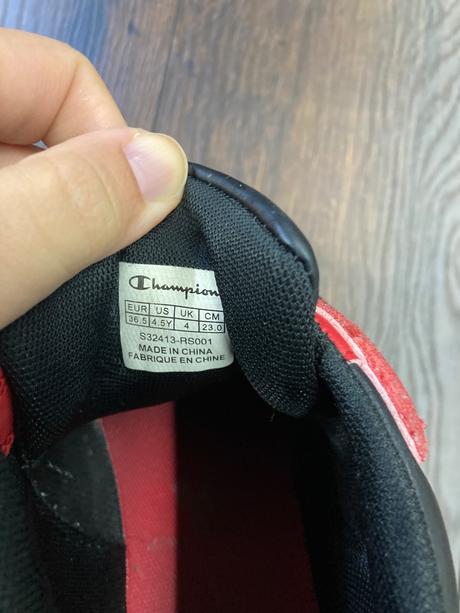 Champion
EUR US UK CM
36.5 4.5Y 4 23.0
S32413-RS001
MADE IN CHINA
FABRIQUE EN CHINE